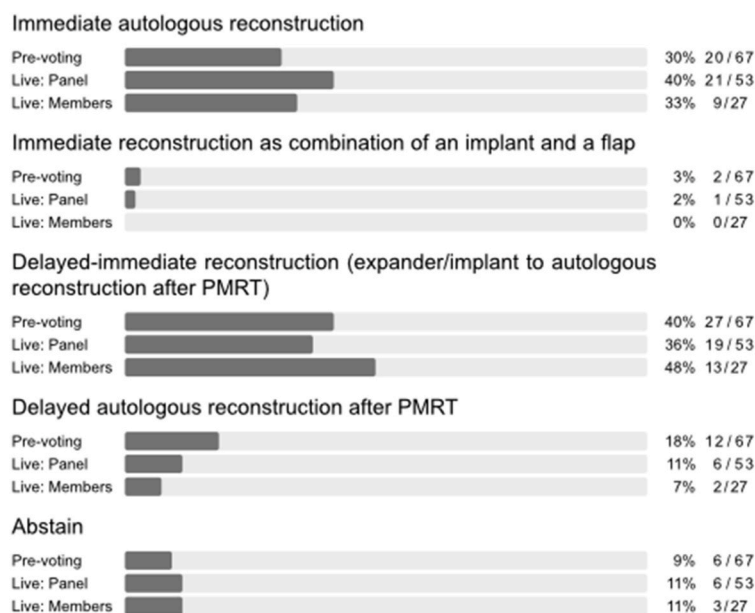 Immediate autologous reconstruction
Pre-voting 30% 20/67
Live: Panel 40% 21/53
Live: Members 33% 9/27
Immediate reconstruction as combination of an implant and a flap
Pre-voting 3% 2/67
Live: Panel 2% 1/53
Live: Members 0% 0/27
Delayed-immediate reconstruction (expander/implant to autologous
reconstruction after PMRT)
Pre-voting 40% 27/67
Live: Panel 36% 19/53
Live: Members 48% 13/27
Delayed autologous reconstruction after PMRT
Pre-voting 18% 12/67
Live: Panel 11% 6/53
Live: Members 7% 2/27
Abstain
Pre-voting 9% 6/67
Live: Panel 11% 6/53
Live: Members 11% 3/27